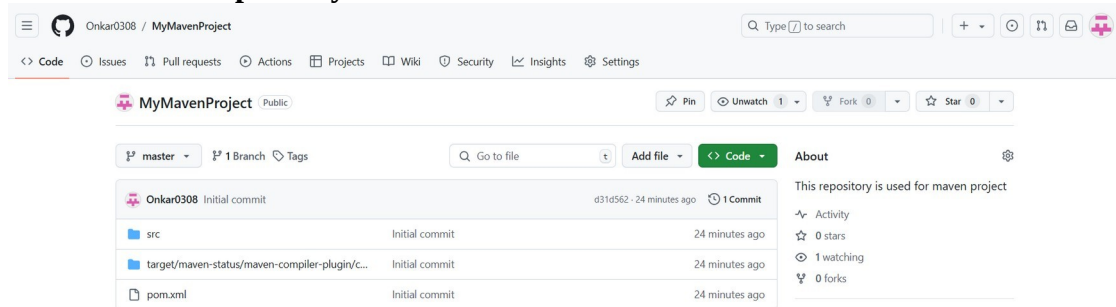 Onkar0308 / MyMavenProject
Type / to search
Code Issues Pull requests Actions Projects Wiki Security Insights Settings
MyMavenProject Public
Pin Unwatch 1 Fork 0 Star 0
master 1 Branch Tags Go to file t Add file Code
About
This repository is used for maven project
Onkar0308 Initial commit d31d562 · 24 minutes ago 1 Commit
Activity
src Initial commit 24 minutes ago
0 stars
1 watching
target/maven-status/maven-compiler-plugin/c... Initial commit 24 minutes ago
0 forks
pom.xml Initial commit 24 minutes ago